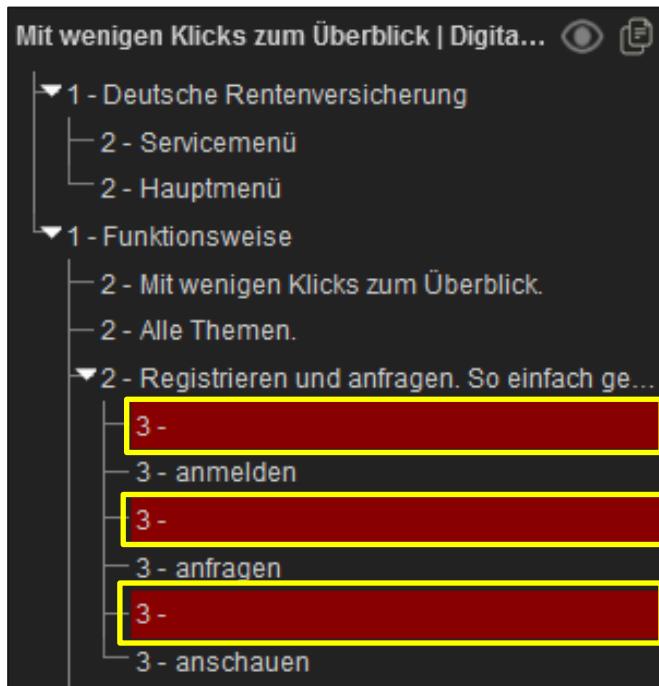 Mit wenigen Klicks zum Überblick | Digita...
1 - Deutsche Rentenversicherung
2 - Servicemenü
2 - Hauptmenü
1 - Funktionsweise
2 - Mit wenigen Klicks zum Überblick.
2 - Alle Themen.
2 - Registrieren und anfragen. So einfach ge...
3 -
3 - anmelden
3 -
3 - anfragen
3 -
3 - anschauen